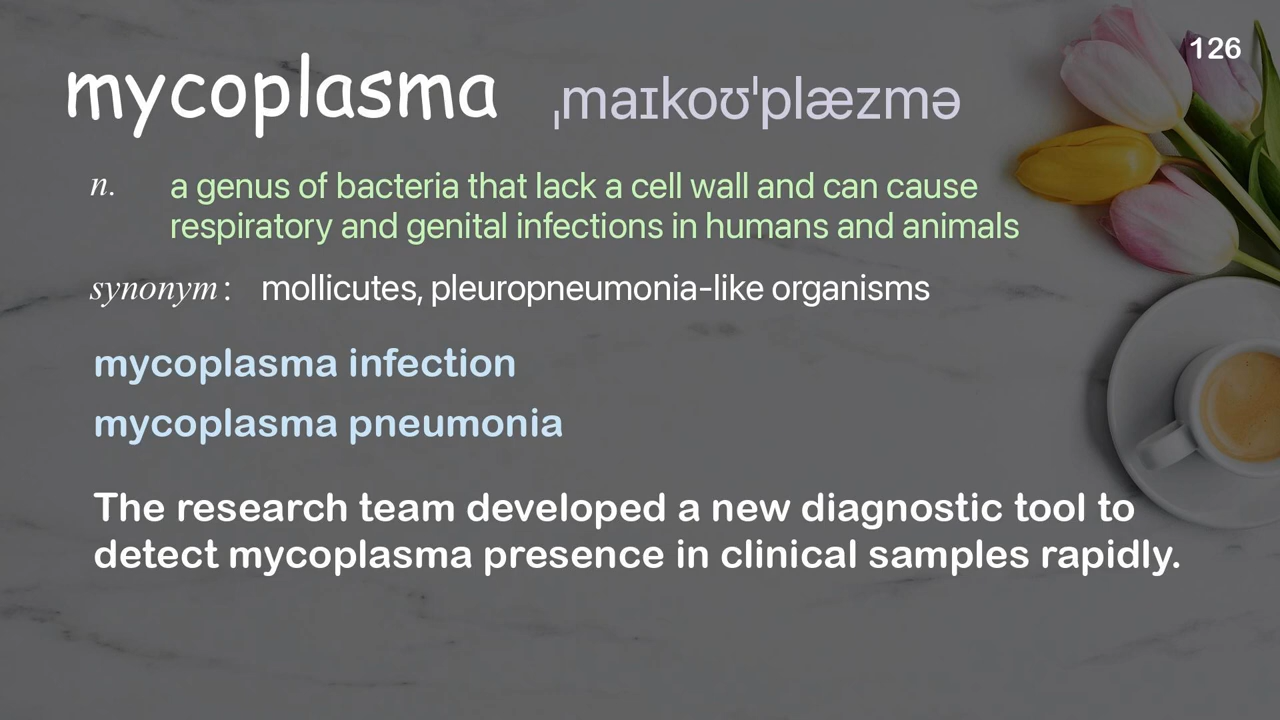 126
mycoplasma ˌmaɪkoʊˈplæzmə
n. a genus of bacteria that lack a cell wall and can cause
respiratory and genital infections in humans and animals
synonym: mollicutes, pleuropneumonia-like organisms
mycoplasma infection
mycoplasma pneumonia
The research team developed a new diagnostic tool to
detect mycoplasma presence in clinical samples rapidly.